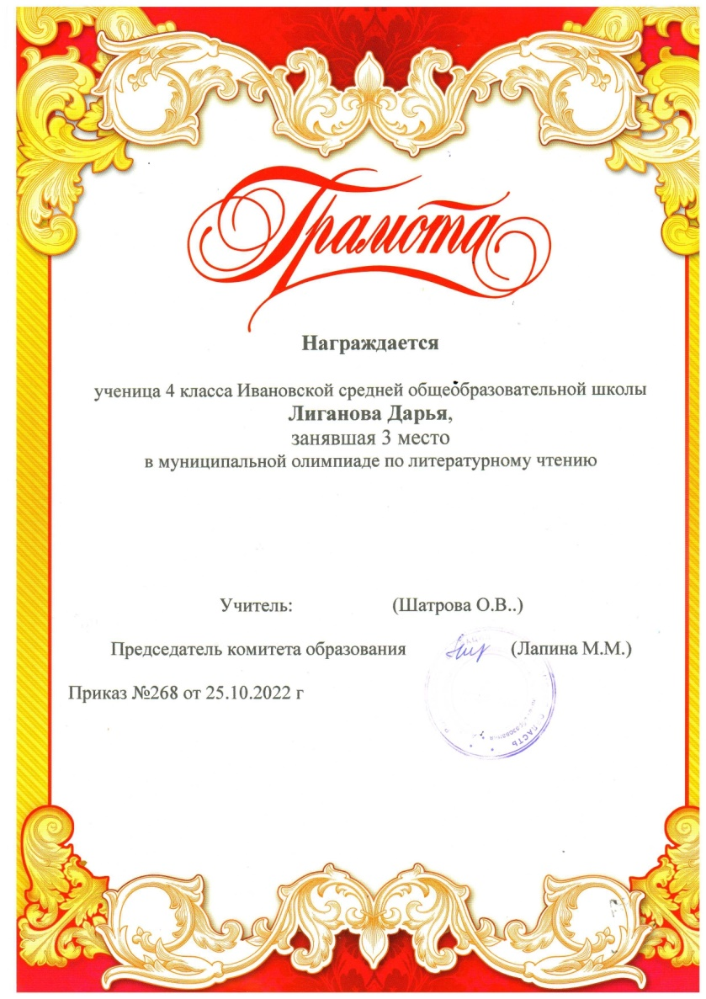 Грамота
Награждается
ученица 4 класса Ивановской средней общеобразовательной школы
Лиганова Дарья,
занявшая 3 место
в муниципальной олимпиаде по литературному чтению
Учитель: (Шатрова О.В..)
Председатель комитета образования (Лапина М.М.)
Приказ №268 от 25.10.2022 г